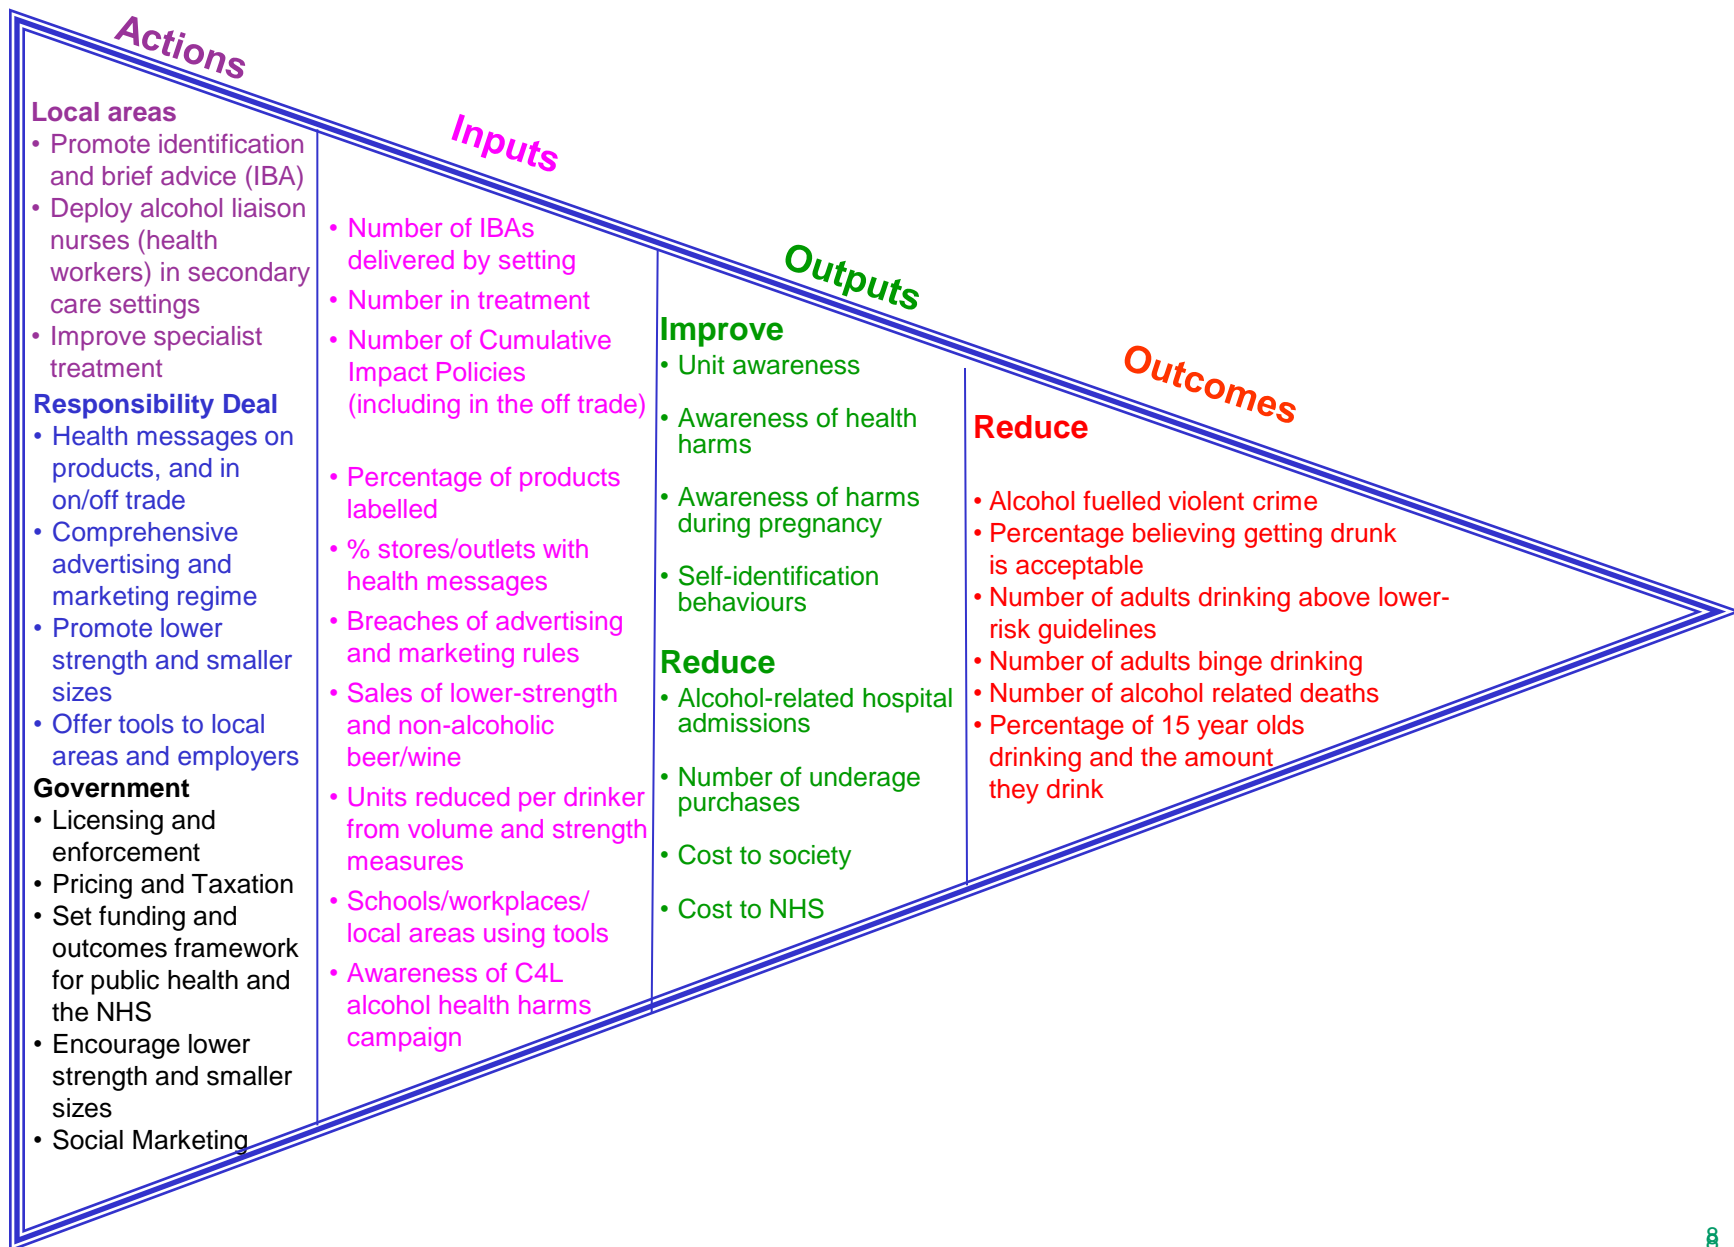 Actions
Local areas
• Promote identification
and brief advice (IBA)
• Deploy alcohol liaison
nurses (health
workers) in secondary
care settings
• Improve specialist
treatment
Responsibility Deal
• Health messages on
products, and in
on/off trade
• Comprehensive
advertising and
marketing regime
• Promote lower
strength and smaller
sizes
• Offer tools to local
areas and employers
Government
• Licensing and
enforcement
• Pricing and Taxation
• Set funding and
outcomes framework
for public health and
the NHS
• Encourage lower
strength and smaller
sizes
• Social Marketing
Inputs
• Number of IBAs
delivered by setting
• Number in treatment
• Number of Cumulative
Impact Policies
(including in the off trade)
• Percentage of products
labelled
• % stores/outlets with
health messages
• Breaches of advertising
and marketing rules
• Sales of lower-strength
and non-alcoholic
beer/wine
• Units reduced per drinker
from volume and strength
measures
• Schools/workplaces/
local areas using tools
• Awareness of C4L
alcohol health harms
campaign
Outputs
Improve
• Unit awareness
• Awareness of health
harms
• Awareness of harms
during pregnancy
• Self-identification
behaviours
Reduce
• Alcohol-related hospital
admissions
• Number of underage
purchases
• Cost to society
• Cost to NHS
Outcomes
Reduce
• Alcohol fuelled violent crime
• Percentage believing getting drunk
is acceptable
• Number of adults drinking above lower-
risk guidelines
• Number of adults binge drinking
• Number of alcohol related deaths
• Percentage of 15 year olds
drinking and the amount
they drink
8
8